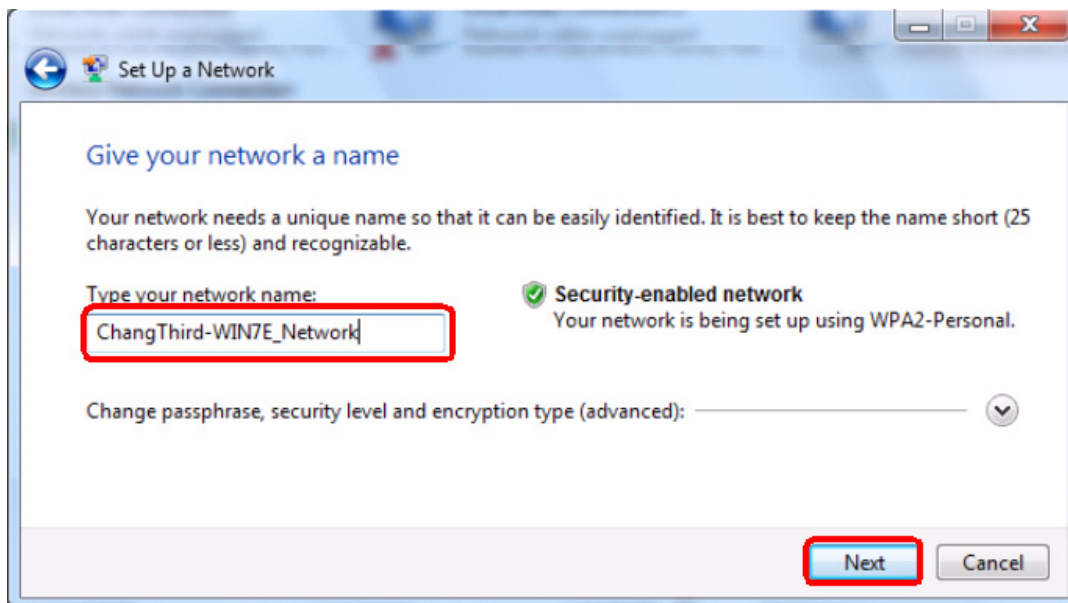 Set Up a Network
Give your network a name
Your network needs a unique name so that it can be easily identified. It is best to keep the name short (25
characters or less) and recognizable.
Type your network name:
ChangThird-WIN7E_Network
Security-enabled network
Your network is being set up using WPA2-Personal.
Change passphrase, security level and encryption type (advanced):
Next
Cancel